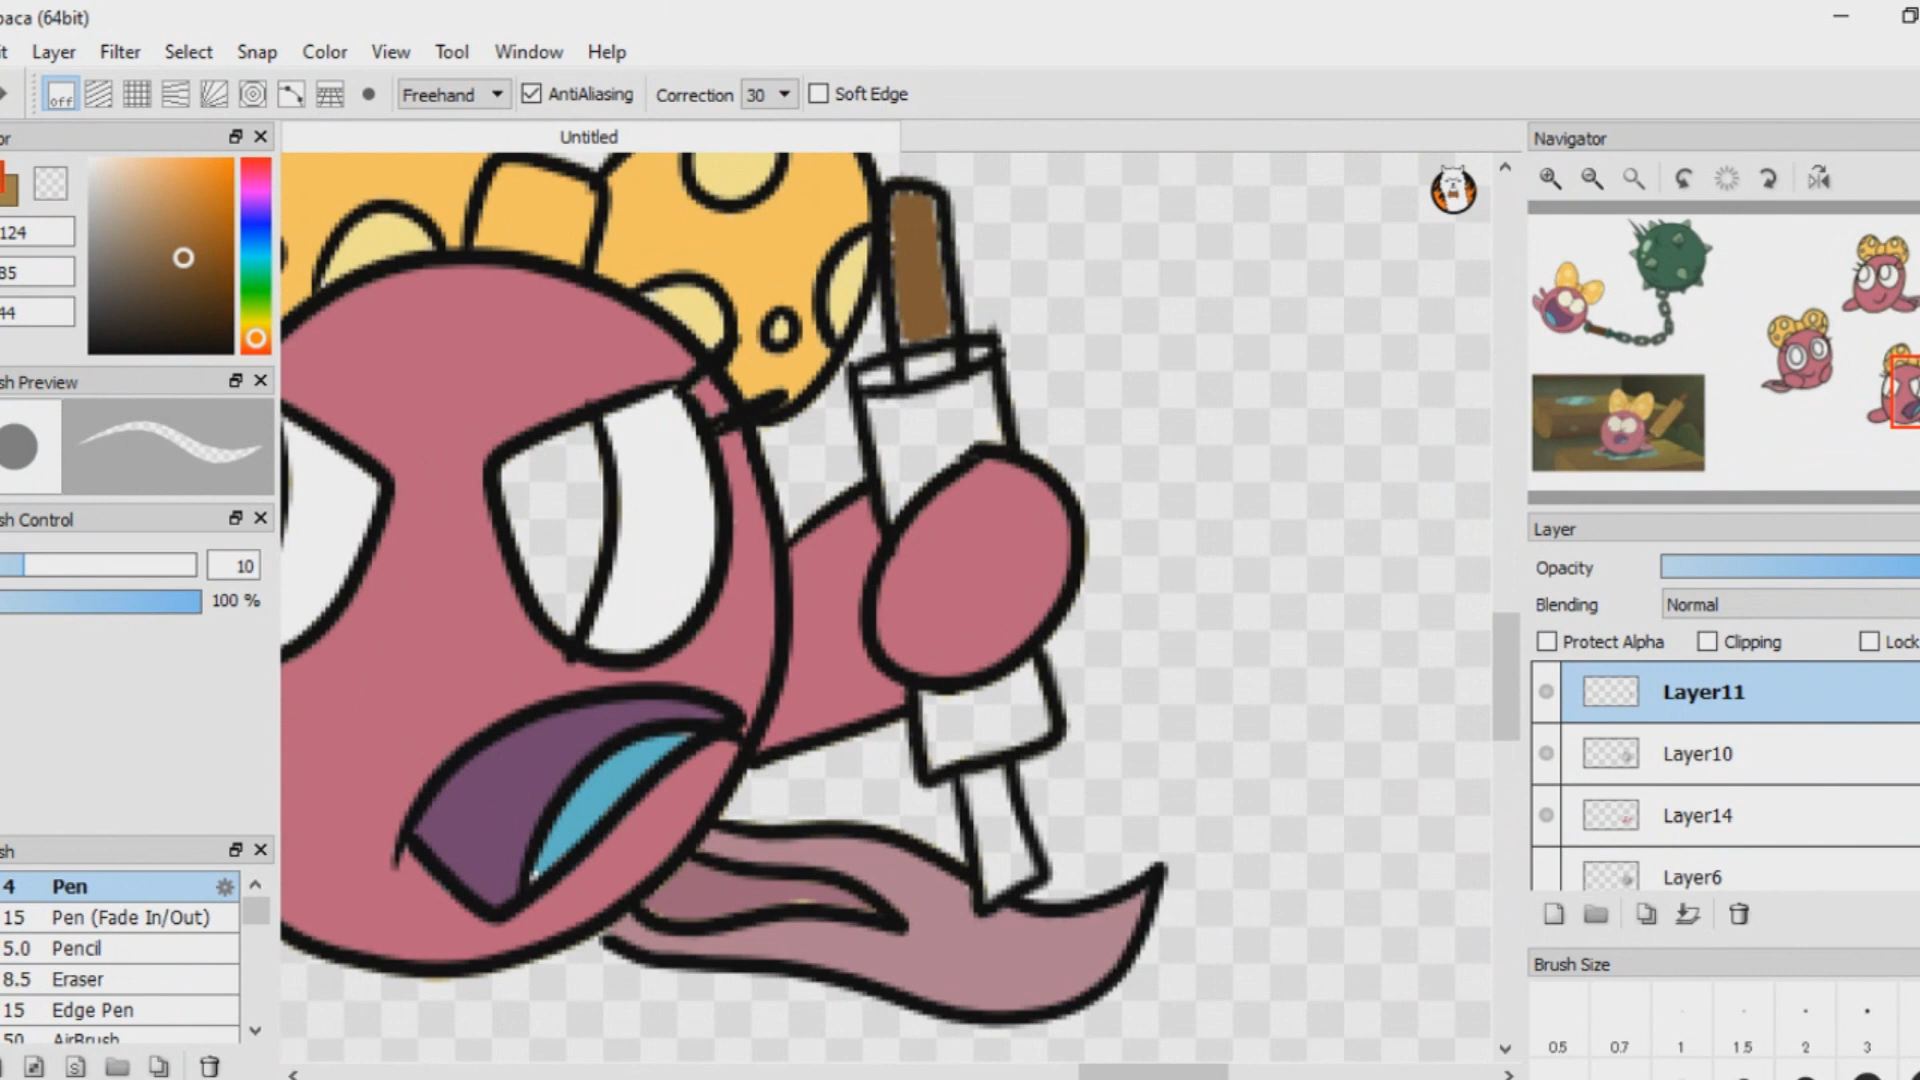 paca (64bit)
it Layer Filter Select Snap Color View Tool Window Help
off Freehand AntiAliasing Correction 30 Soft Edge
or
Untitled
Navigator
124
85
44
sh Preview
sh Control
10
100 %
Layer
Opacity
Blending Normal
Protect Alpha Clipping Lock
Layer11
Layer10
Layer14
Layer6
sh
4 Pen
15 Pen (Fade In/Out)
5.0 Pencil
8.5 Eraser
15 Edge Pen
50 AirBrush
S
Brush Size
0.5 0.7 1 1.5 2 3